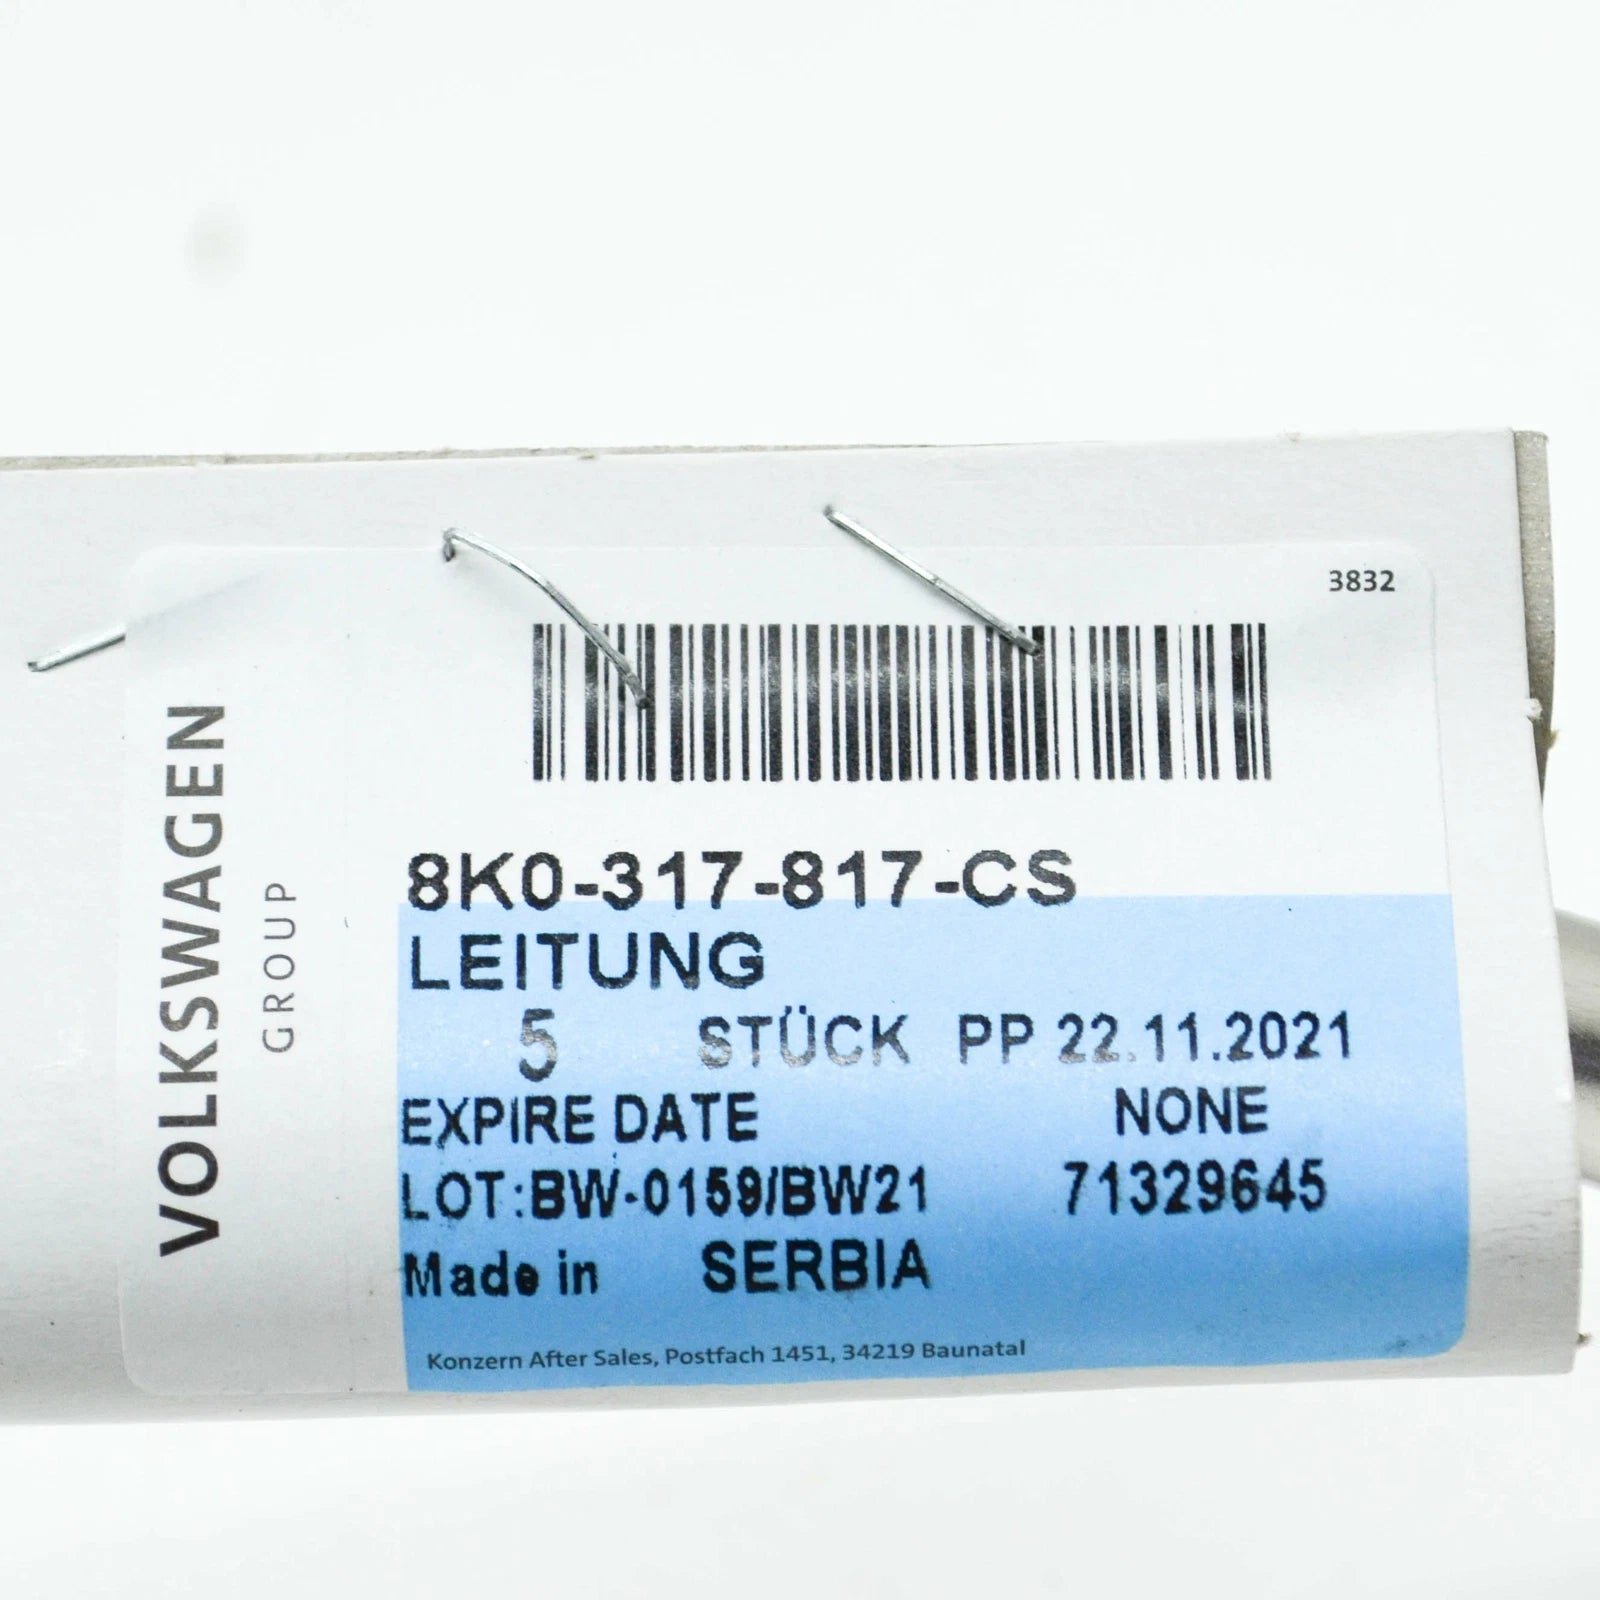 3832
VOLKSWAGEN
GROUP
8K0-317-817-CS
LEITUNG
5 STÜCK PP 22.11.2021
EXPIRE DATE NONE
LOT:BW-0159/BW21 71329645
Made in SERBIA
Konzern After Sales, Postfach 1451, 34219 Baunatal